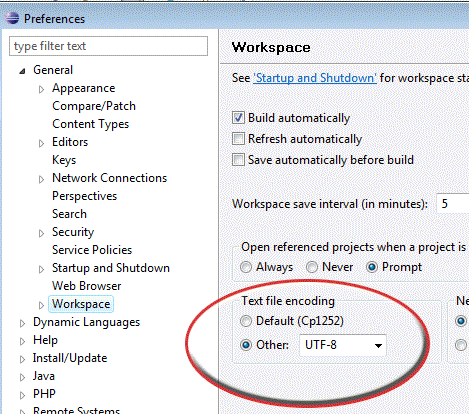 Preferences
type filter text
General
Appearance
Compare/Patch
Content Types
Editors
Keys
Network Connections
Perspectives
Search
Security
Service Policies
Startup and Shutdown
Web Browser
Workspace
Dynamic Languages
Help
Install/Update
Java
PHP
Remote Systems
Workspace
See 'Startup and Shutdown' for workspace sta
Build automatically
Refresh automatically
Save automatically before build
Workspace save interval (in minutes): 5
Open referenced projects when a project is
Always Never Prompt
Text file encoding
Default (Cp1252)
Other: UTF-8
Ne